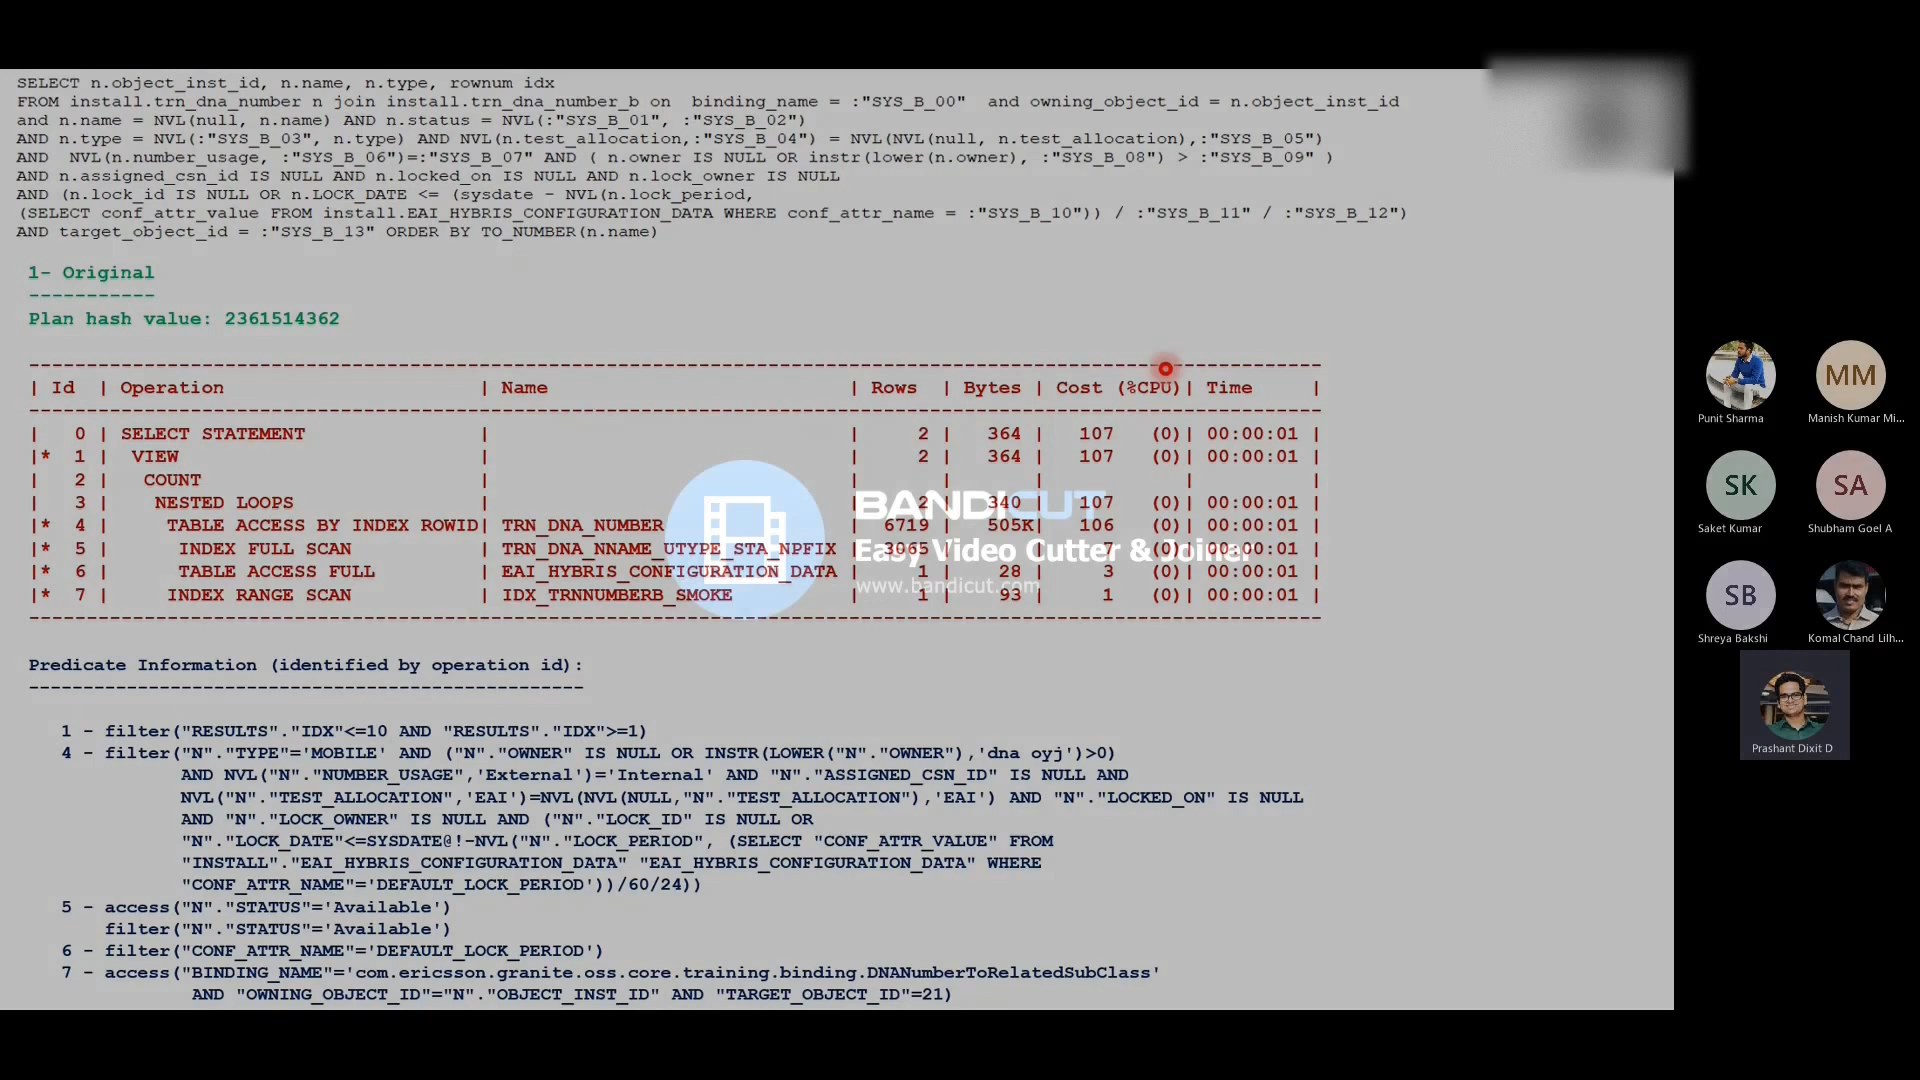 SELECT n.object_inst_id, n.name, n.type, rownum idx
FROM install.trn_dna_number n join install.trn_dna_number_b on  binding_name = :"SYS_B_00"  and owning_object_id = n.object_inst_id
and n.name = NVL(null, n.name) AND n.status = NVL(:"SYS_B_01", :"SYS_B_02")
AND n.type = NVL(:"SYS_B_03", n.type) AND NVL(n.test_allocation,:"SYS_B_04") = NVL(NVL(null, n.test_allocation),:"SYS_B_05")
AND  NVL(n.number_usage, :"SYS_B_06")=:"SYS_B_07" AND ( n.owner IS NULL OR instr(lower(n.owner), :"SYS_B_08") > :"SYS_B_09" )
AND n.assigned_csn_id IS NULL AND n.locked_on IS NULL AND n.lock_owner IS NULL
AND (n.lock_id IS NULL OR n.LOCK_DATE <= (sysdate - NVL(n.lock_period,
(SELECT conf_attr_value FROM install.EAI_HYBRIS_CONFIGURATION_DATA WHERE conf_attr_name = :"SYS_B_10")) / :"SYS_B_11" / :"SYS_B_12")
AND target_object_id = :"SYS_B_13" ORDER BY TO_NUMBER(n.name)
1- Original
-----------
Plan hash value: 2361514362
| Id  | Operation                      | Name                          | Rows  | Bytes | Cost (%CPU)| Time     |
|   0 | SELECT STATEMENT               |                               |     2 |   364 |   107   (0)| 00:00:01 |
|*  1 |  VIEW                          |                               |     2 |   364 |   107   (0)| 00:00:01 |
|   2 |   COUNT                        |                               |       |       |            |          |
|   3 |    NESTED LOOPS                |                               |     2 |   340 |   107   (0)| 00:00:01 |
|*  4 |     TABLE ACCESS BY INDEX ROWID| TRN_DNA_NUMBER                |  6719 |   505K|   106   (0)| 00:00:01 |
|*  5 |      INDEX FULL SCAN           | TRN_DNA_NNAME_UTYPE_STA_NPFIX |  3065 |       |     7   (0)| 00:00:01 |
|*  6 |      TABLE ACCESS FULL         | EAI_HYBRIS_CONFIGURATION_DATA |     1 |    28 |     3   (0)| 00:00:01 |
|*  7 |     INDEX RANGE SCAN           | IDX_TRNNUMBERB_SMOKE          |     1 |    93 |     1   (0)| 00:00:01 |
BANDICUT
Easy Video Cutter & Joiner
www.bandicut.com
Predicate Information (identified by operation id):
---------------------------------------------------
1 - filter("RESULTS"."IDX"<=10 AND "RESULTS"."IDX">=1)
4 - filter("N"."TYPE"='MOBILE' AND ("N"."OWNER" IS NULL OR INSTR(LOWER("N"."OWNER"),'dna oyj')>0)
AND NVL("N"."NUMBER_USAGE",'External')='Internal' AND "N"."ASSIGNED_CSN_ID" IS NULL AND
NVL("N"."TEST_ALLOCATION",'EAI')=NVL(NVL(NULL,"N"."TEST_ALLOCATION"),'EAI') AND "N"."LOCKED_ON" IS NULL
AND "N"."LOCK_OWNER" IS NULL AND ("N"."LOCK_ID" IS NULL OR
"N"."LOCK_DATE"<=SYSDATE@!-NVL("N"."LOCK_PERIOD", (SELECT "CONF_ATTR_VALUE" FROM
"INSTALL"."EAI_HYBRIS_CONFIGURATION_DATA" "EAI_HYBRIS_CONFIGURATION_DATA" WHERE
"CONF_ATTR_NAME"='DEFAULT_LOCK_PERIOD'))/60/24))
5 - access("N"."STATUS"='Available')
filter("N"."STATUS"='Available')
6 - filter("CONF_ATTR_NAME"='DEFAULT_LOCK_PERIOD')
7 - access("BINDING_NAME"='com.ericsson.granite.oss.core.training.binding.DNANumberToRelatedSubClass'
AND "OWNING_OBJECT_ID"="N"."OBJECT_INST_ID" AND "TARGET_OBJECT_ID"=21)
MM
Punit Sharma
Manish Kumar Mi...
SK
SA
Saket Kumar
Shubham Goel A
SB
Shreya Bakshi
Komal Chand Lilh...
Prashant Dixit D